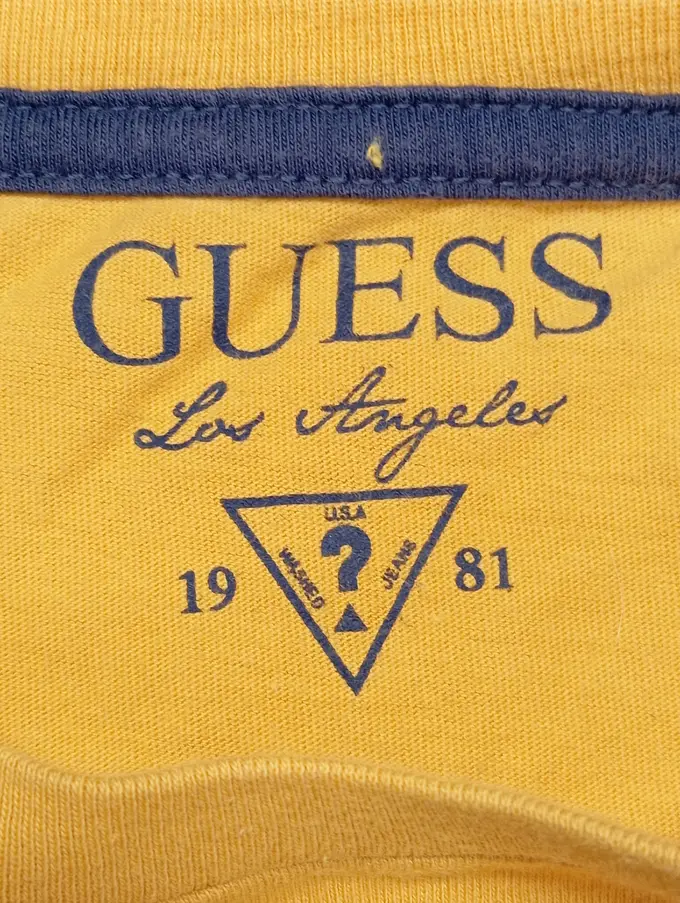 GUESS
Los Angeles
U.S.A
19 WASHED ? JEANS 81